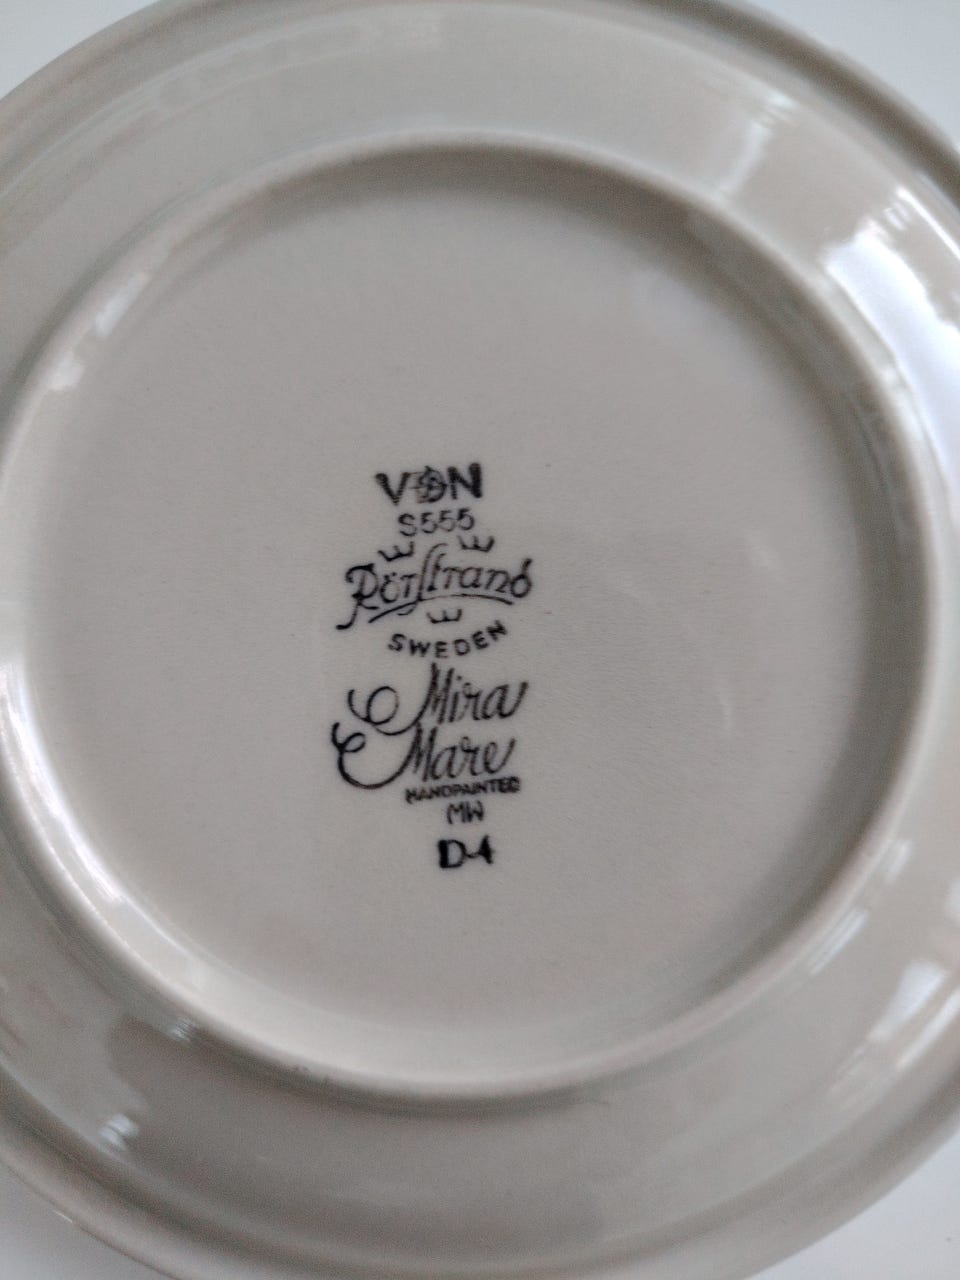 VDN
S555
Rörstrand
SWEDEN
Mira
Mare
HANDPAINTED
MW
D-4